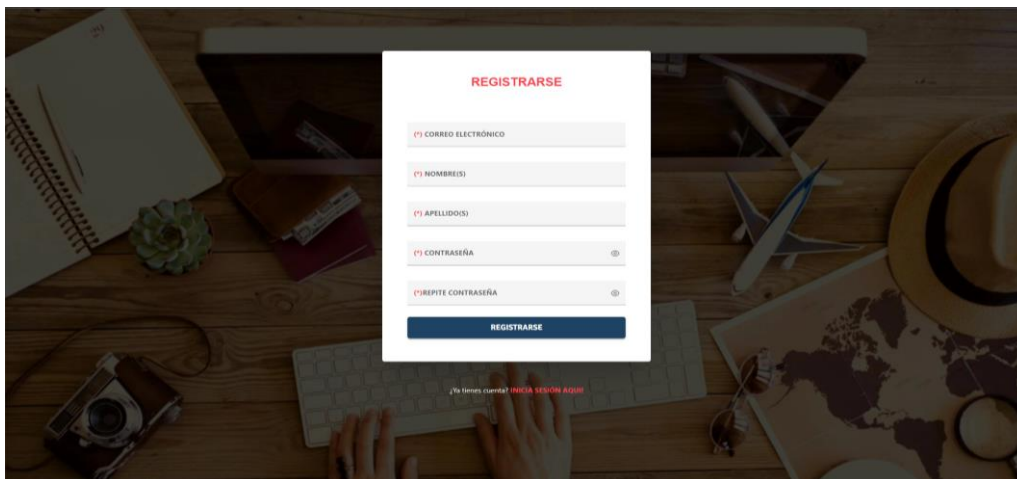 REGISTRARSE
(*) CORREO ELECTRÓNICO
(*) NOMBRE(S)
(*) APELLIDO(S)
(*) CONTRASEÑA
(*)REPITE CONTRASEÑA
REGISTRARSE
¿Ya tienes cuenta? INICIA SESIÓN AQUÍ!